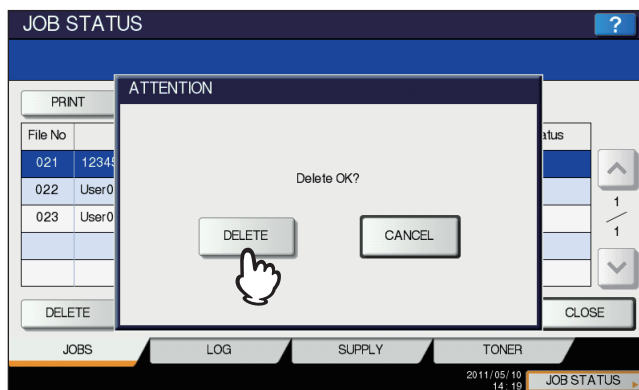 JOB STATUS
?
ATTENTION
PRINT
File No
atus
021 12345
022 User0
023 User0
Delete OK?
DELETE
CANCEL
1
1
DELETE
CLOSE
JOBS
LOG
SUPPLY
TONER
2011/05/10
14:19
JOB STATUS